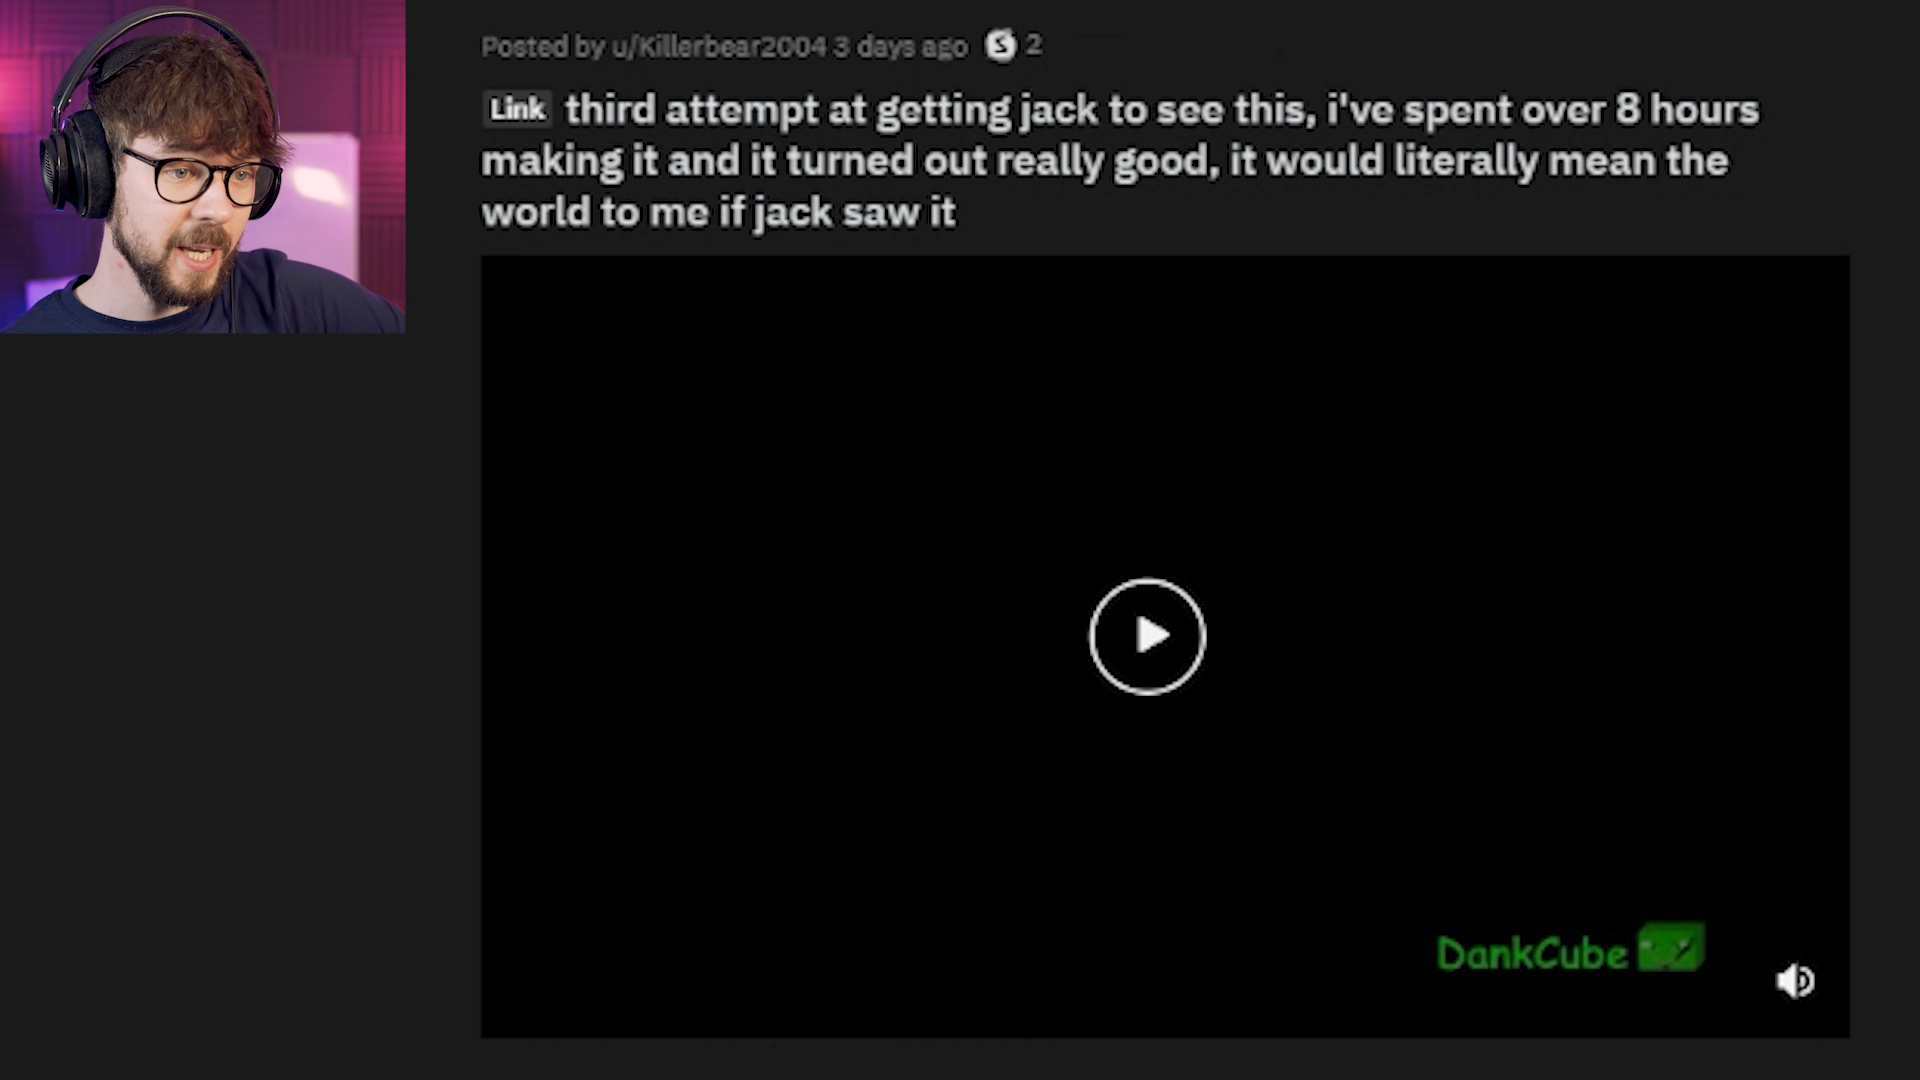 Posted by u/Killerbear2004 3 days ago S 2
Link third attempt at getting jack to see this, i've spent over 8 hours
making it and it turned out really good, it would literally mean the
world to me if jack saw it
DankCube